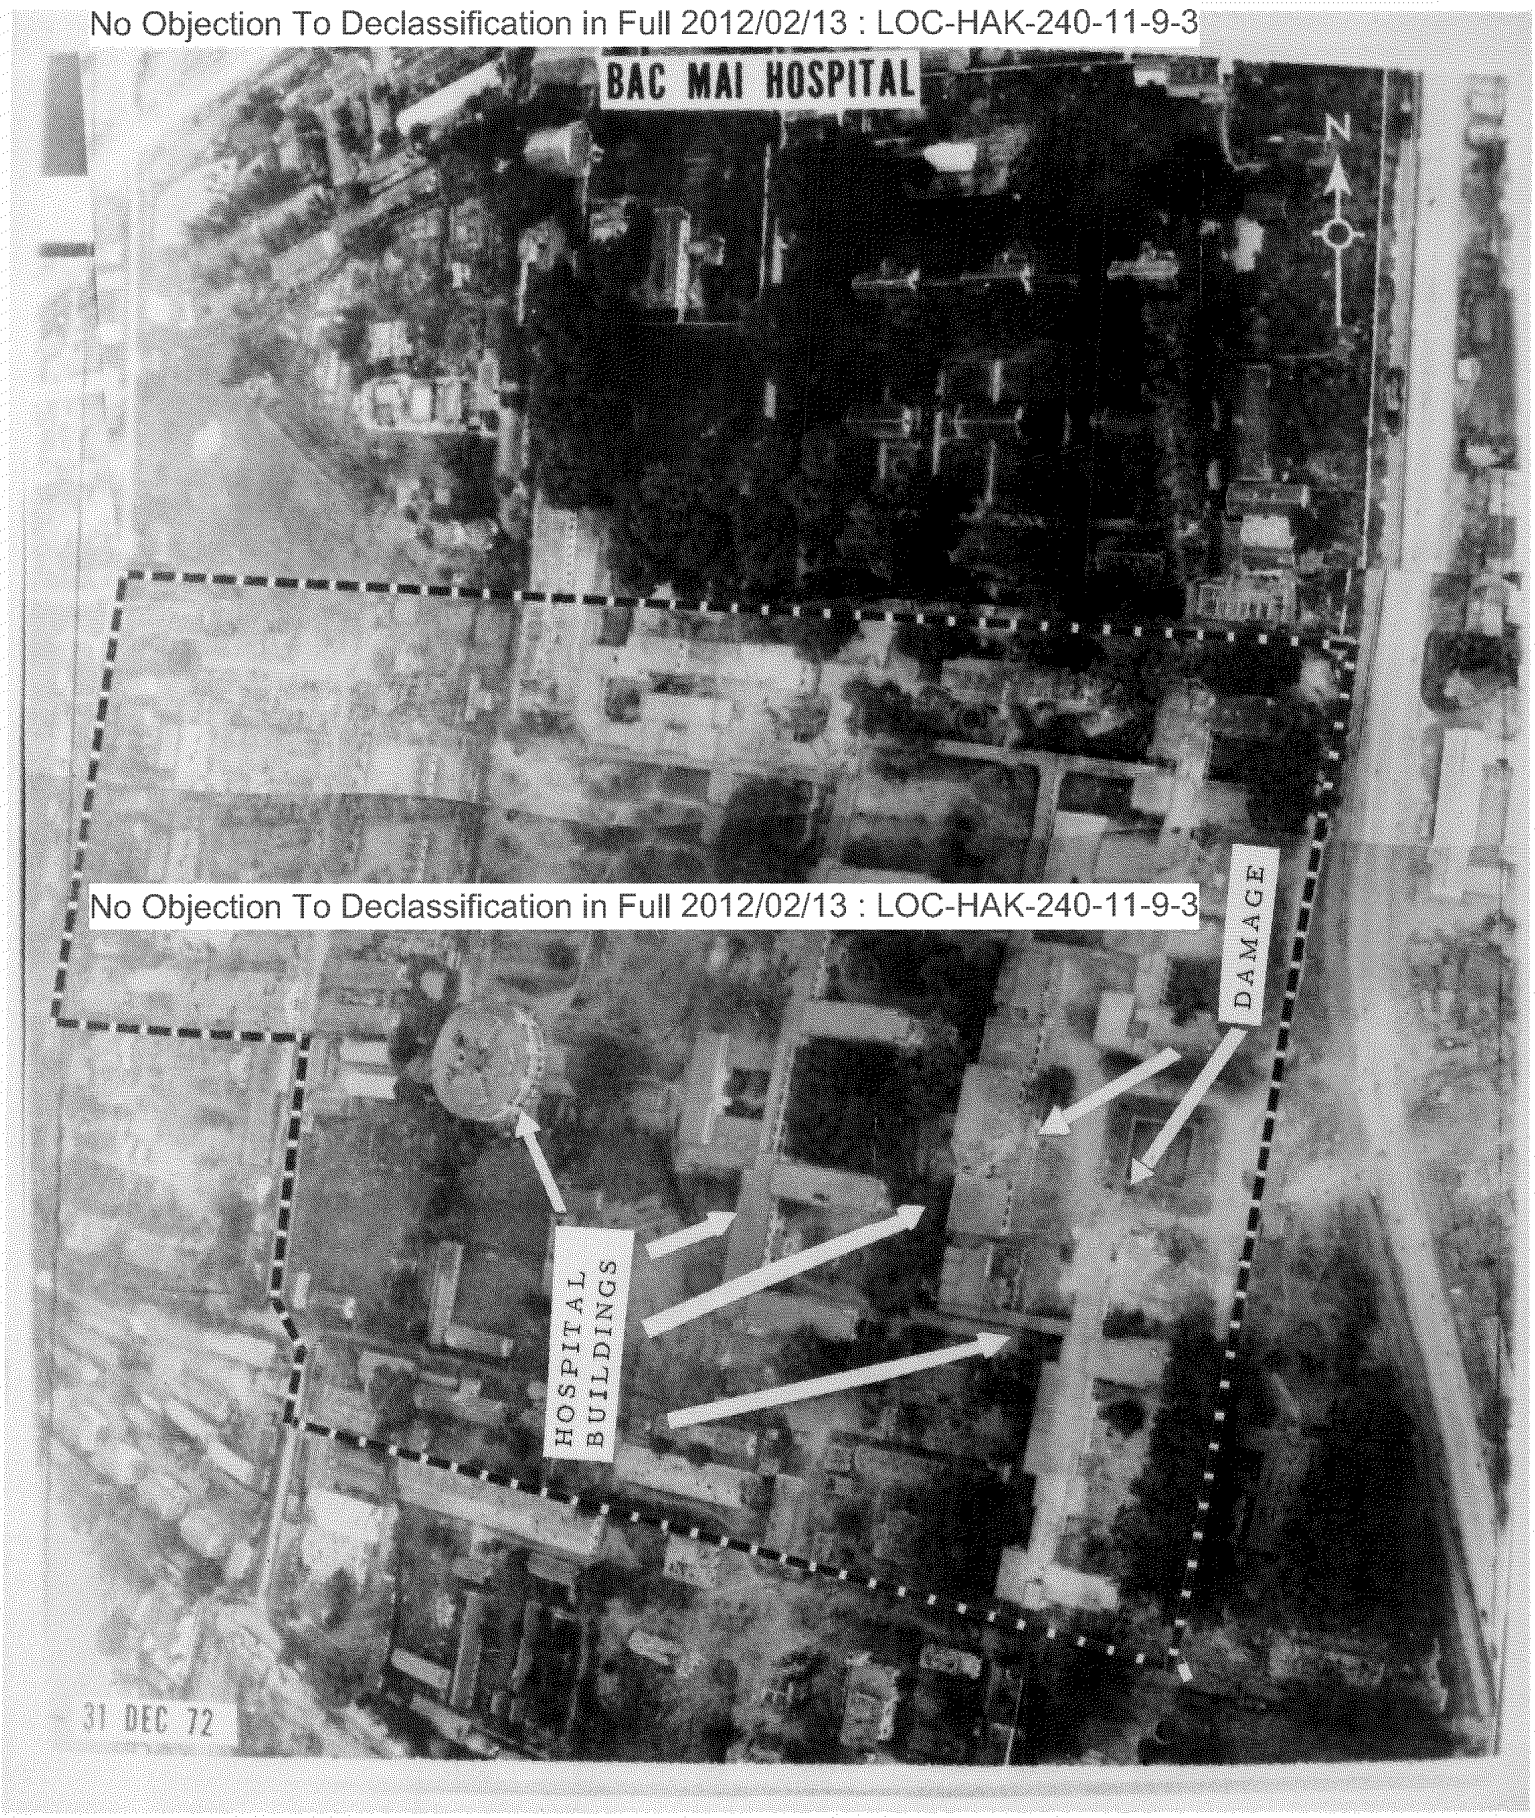 No Objection To Declassification in Full 2012/02/13 : LOC-HAK-240-11-9-3
BAC MAI HOSPITAL
N
No Objection To Declassification in Full 2012/02/13 : LOC-HAK-240-11-9-3
DAMAGE
HOSPITAL
BUILDINGS
31 DEC 72